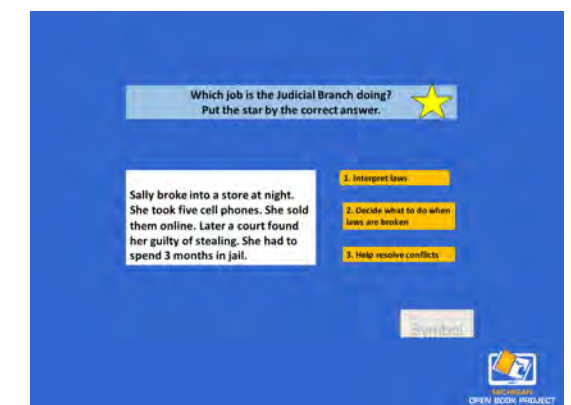 Which job is the Judicial Branch doing?
Put the star by the correct answer.
Sally broke into a store at night.
She took five cell phones. She sold
them online. Later a court found
her guilty of stealing. She had to
spend 3 months in jail.
1. Interpret laws
2. Decide what to do when
laws are broken
3. Help resolve conflicts
Symbol
MICHIGAN
OPEN BOOK PROJECT